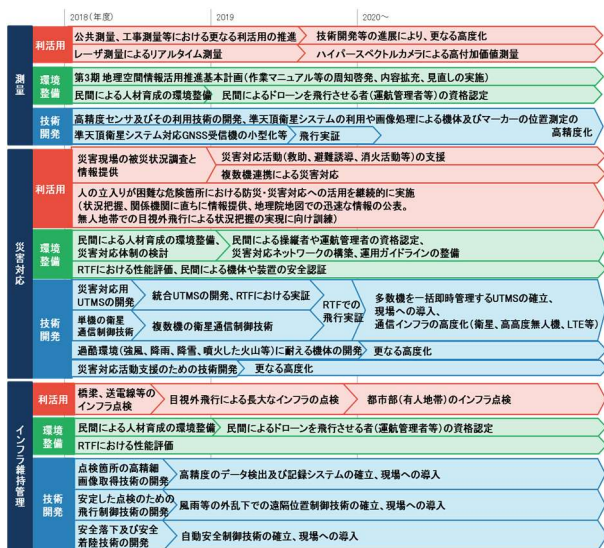 2018(年度)
2019
2020～
測量
利活用
公共測量、工事測量等における更なる利活用の推進
技術開発等の進展により、更なる高度化
レーザ測量によるリアルタイム測量
ハイパースペクトルカメラによる高付加価値測量
環境
整備
第3期 地理空間情報活用推進基本計画(作業マニュアル等の周知啓発、内容拡充、見直しの実施)
民間による人材育成の環境整備
民間によるドローンを飛行させる者(運航管理者等)の資格認定
技術
開発
高精度センサ及びその利用技術の開発、準天頂衛星システムの利用や画像処理による機体及びマーカーの位置測定の
高精度化
準天頂衛星システム対応GNSS受信機の小型化等
飛行実証
災害対応
利活用
災害現場の被災状況調査と
情報提供
災害対応活動(救助、避難誘導、消火活動等)の支援
複数機連携による災害対応
人の立入りが困難な危険箇所における防災・災害対応への活用を継続的に実施
(状況把握、関係機関に直ちに情報提供、地理院地図での迅速な情報の公表。
無人地帯での目視外飛行による状況把握の実現に向け訓練)
環境
整備
民間による人材育成の環境整備、
災害対応体制の検討
民間による操縦者や運航管理者の資格認定、
災害対応ネットワークの構築、運用ガイドラインの整備
RTFにおける性能評価、民間による機体や装置の安全認証
技術
開発
災害対応用
UTMSの開発
統合UTMSの開発、RTFにおける実証
単機の衛星
通信制御技術
複数機の衛星通信制御技術
RTFでの
飛行実証
多数機を一括即時管理するUTMSの確立、
現場への導入、
通信インフラの高度化(衛星、高高度無人機、LTE等)
過酷環境(強風、降雨、降雪、噴火した火山等)に耐える機体の開発
更なる高度化
災害対応活動支援のための技術開発
更なる高度化
インフラ維持管理
利活用
橋梁、送電線等の
インフラ点検
目視外飛行による長大なインフラの点検
都市部(有人地帯)のインフラ点検
環境
整備
民間による人材育成の環境整備
民間によるドローンを飛行させる者(運航管理者等)の資格認定
RTFにおける性能評価
技術
開発
点検箇所の高精細
画像取得技術の開発
高精度のデータ検出及び記録システムの確立、現場への導入
安定した点検のための
飛行制御技術の開発
風雨等の外乱下での遠隔位置制御技術の確立、現場への導入
安全落下及び安全
着陸技術の開発
自動安全制御技術の確立、現場への導入